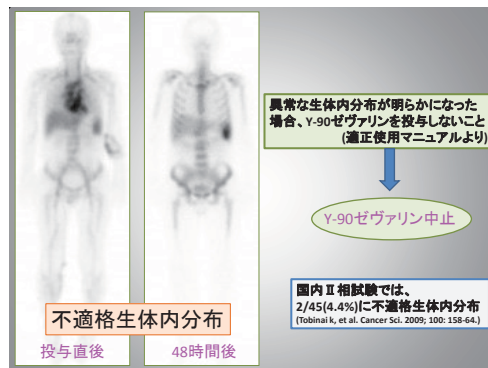 異常な生体内分布が明らかになった
場合、Y-90ゼヴァリンを投与しないこと
(適正使用マニュアルより)
Y-90ゼヴァリン中止
国内Ⅱ相試験では、
2/45(4.4%)に不適格生体内分布
(Tobinai k, et al. Cancer Sci. 2009; 100: 158-64.)
不適格生体内分布
投与直後
48時間後